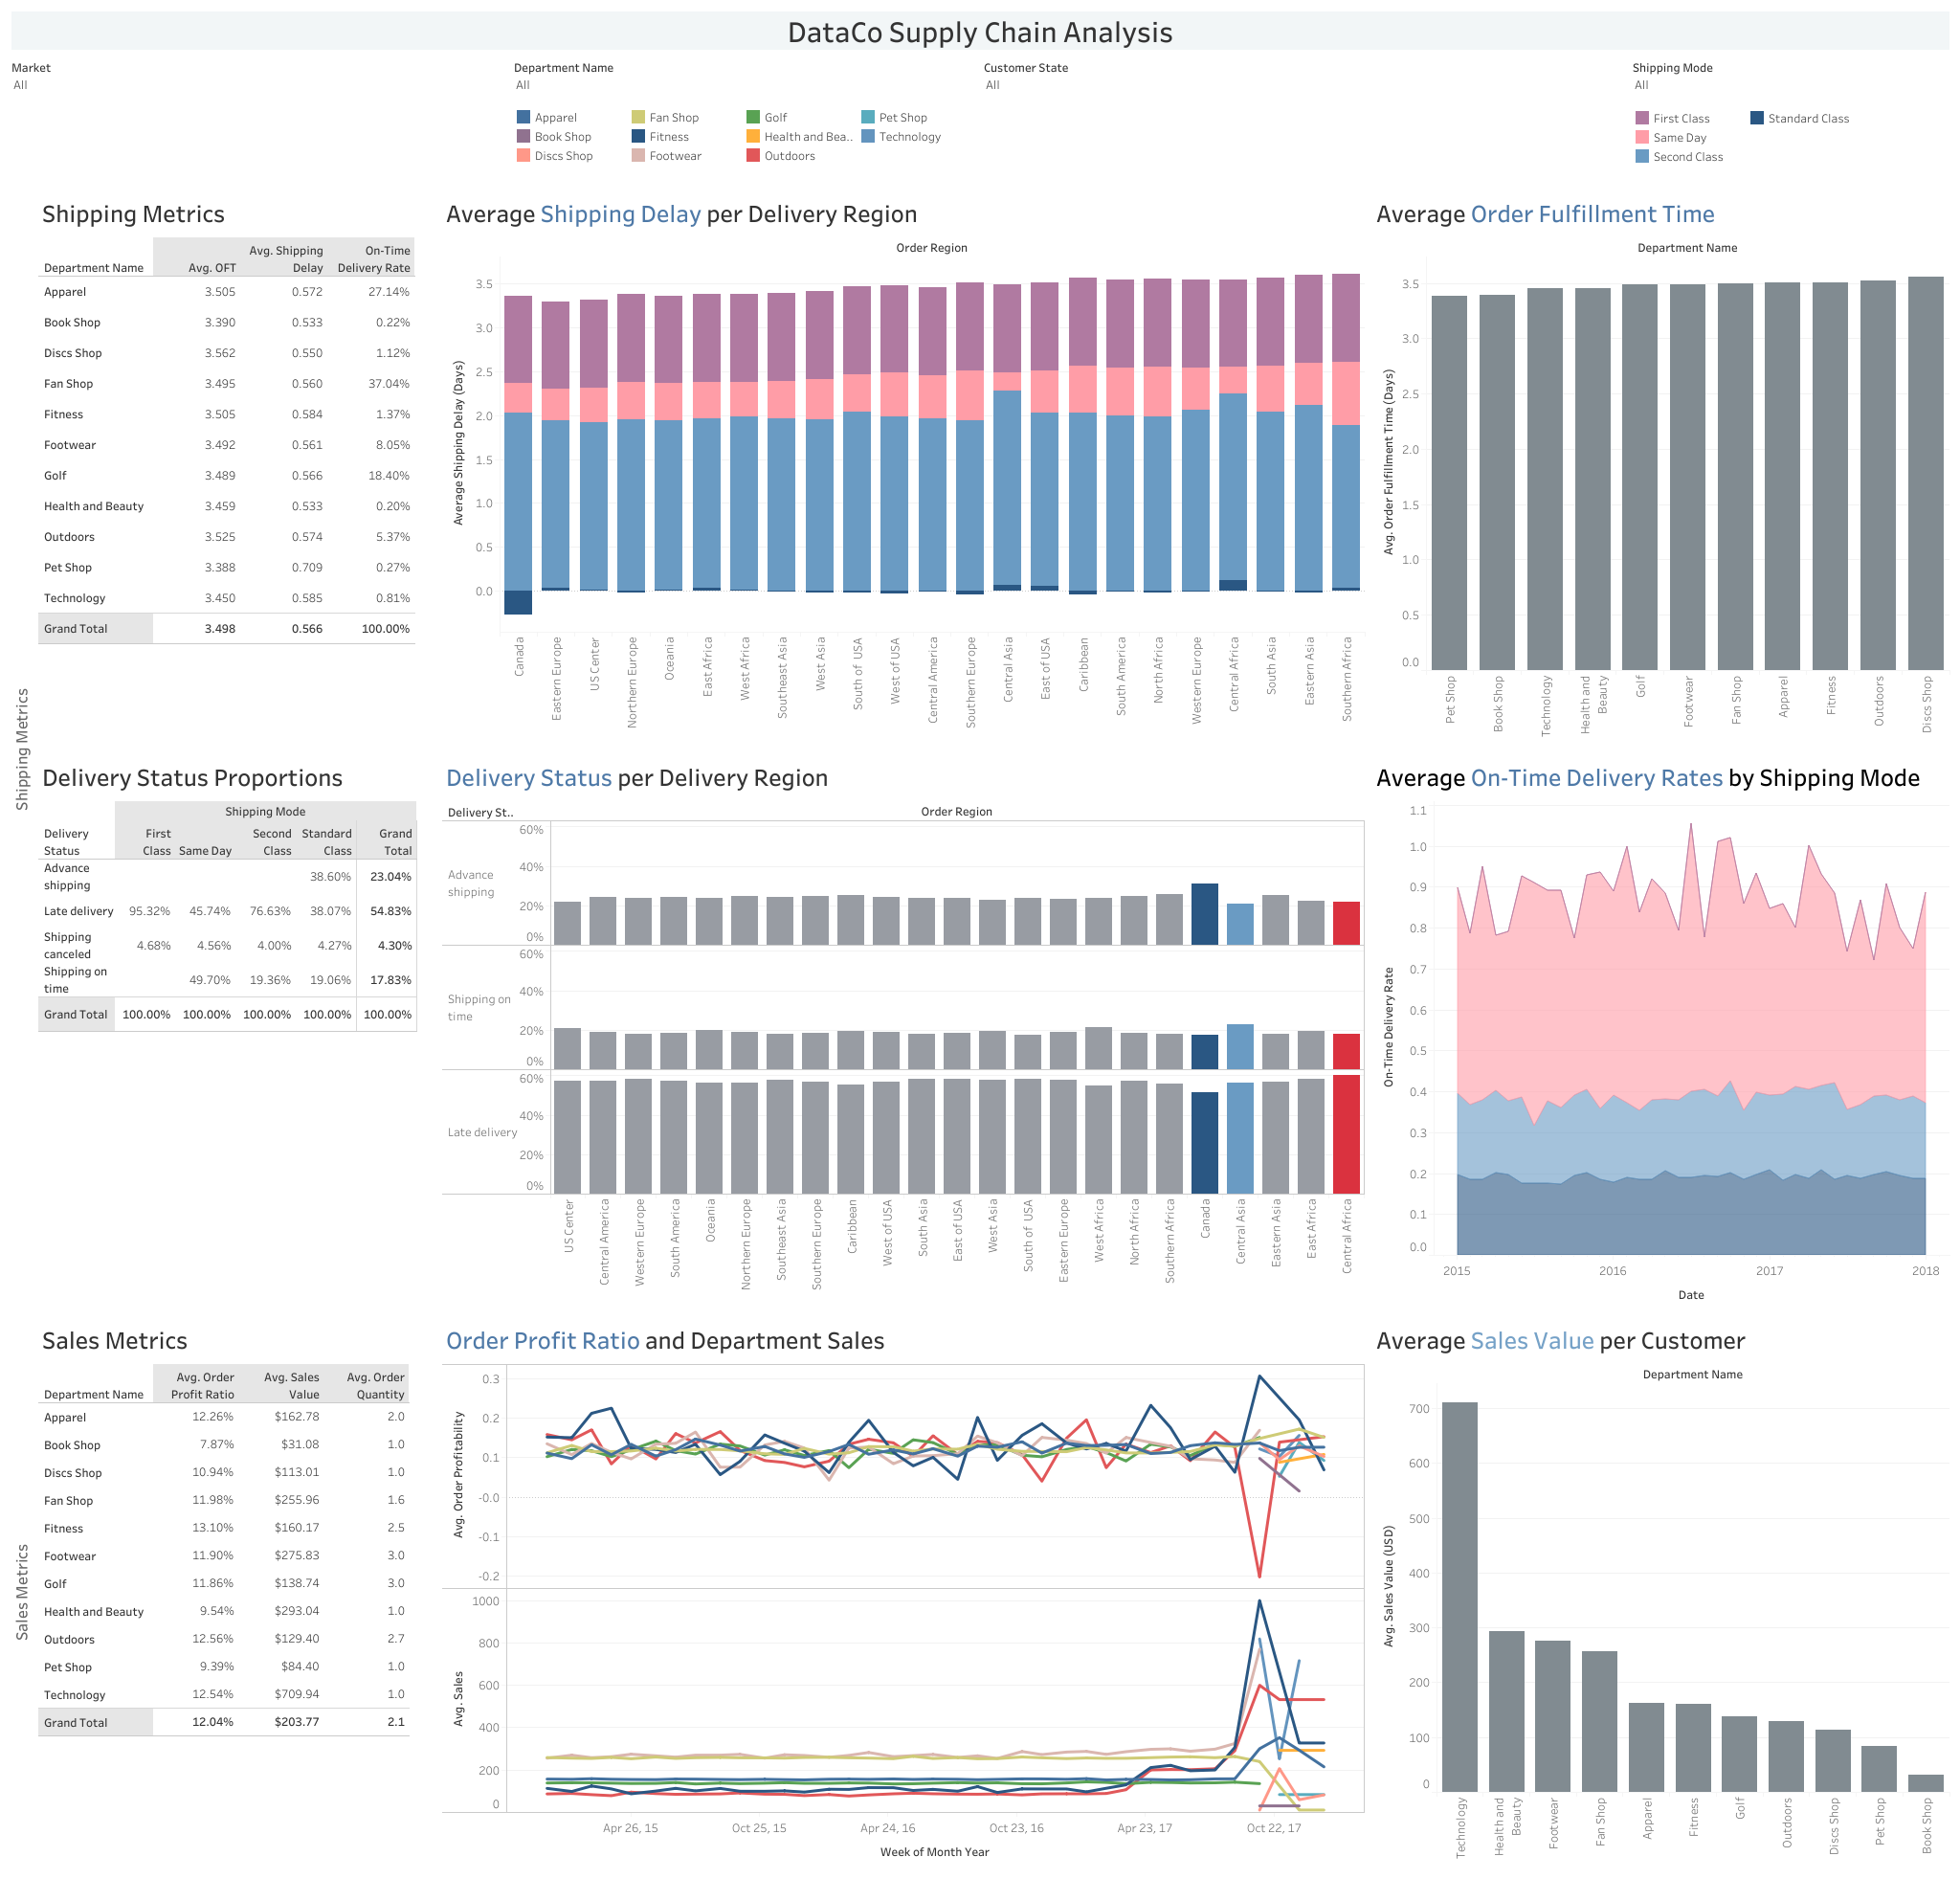 DataCo Supply Chain Analysis
Market
All
Department Name
All
Customer State
All
Shipping Mode
All
Apparel
Fan Shop
Golf
Pet Shop
Book Shop
Fitness
Health and Bea..
Technology
Discs Shop
Footwear
Outdoors
First Class
Standard Class
Same Day
Second Class
Shipping Metrics
Shipping Metrics
Department Name Avg. OFT Avg. Shipping Delay On-Time Delivery Rate
Apparel 3.505 0.572 27.14%
Book Shop 3.390 0.533 0.22%
Discs Shop 3.562 0.550 1.12%
Fan Shop 3.495 0.560 37.04%
Fitness 3.505 0.584 1.37%
Footwear 3.492 0.561 8.05%
Golf 3.489 0.566 18.40%
Health and Beauty 3.459 0.533 0.20%
Outdoors 3.525 0.574 5.37%
Pet Shop 3.388 0.709 0.27%
Technology 3.450 0.585 0.81%
Grand Total 3.498 0.566 100.00%
Average Shipping Delay per Delivery Region
Order Region
Average Shipping Delay (Days)
3.5
3.0
2.5
2.0
1.5
1.0
0.5
0.0
Canada
Eastern Europe
US Center
Northern Europe
Oceania
East Africa
West Africa
Southeast Asia
West Asia
South of USA
West of USA
Central America
Southern Europe
Central Asia
East of USA
Caribbean
South America
North Africa
Western Europe
Central Africa
South Asia
Eastern Asia
Southern Africa
Average Order Fulfillment Time
Department Name
Avg. Order Fulfillment Time (Days)
3.5
3.0
2.5
2.0
1.5
1.0
0.5
0.0
Pet Shop
Book Shop
Technology
Health and
Beauty
Golf
Footwear
Fan Shop
Apparel
Fitness
Outdoors
Discs Shop
Delivery Status Proportions
Shipping Mode
Delivery Status First Class Same Day Second Class Standard Class Grand Total
Advance shipping 38.60% 23.04%
Late delivery 95.32% 45.74% 76.63% 38.07% 54.83%
Shipping canceled 4.68% 4.56% 4.00% 4.27% 4.30%
Shipping on time 49.70% 19.36% 19.06% 17.83%
Grand Total 100.00% 100.00% 100.00% 100.00% 100.00%
Delivery Status per Delivery Region
Delivery St..
Order Region
Advance
shipping
60%
40%
20%
0%
Shipping on
time
60%
40%
20%
0%
Late delivery
60%
40%
20%
0%
US Center
Central America
Western Europe
South America
Oceania
Northern Europe
Southeast Asia
Southern Europe
Caribbean
West of USA
South Asia
East of USA
West Asia
South of USA
Eastern Europe
West Africa
North Africa
Southern Africa
Canada
Central Asia
Eastern Asia
East Africa
Central Africa
Average On-Time Delivery Rates by Shipping Mode
On-Time Delivery Rate
1.1
1.0
0.9
0.8
0.7
0.6
0.5
0.4
0.3
0.2
0.1
0.0
2015
2016
2017
2018
Date
Sales Metrics
Sales Metrics
Department Name Avg. Order Profit Ratio Avg. Sales Value Avg. Order Quantity
Apparel 12.26% $162.78 2.0
Book Shop 7.87% $31.08 1.0
Discs Shop 10.94% $113.01 1.0
Fan Shop 11.98% $255.96 1.6
Fitness 13.10% $160.17 2.5
Footwear 11.90% $275.83 3.0
Golf 11.86% $138.74 3.0
Health and Beauty 9.54% $293.04 1.0
Outdoors 12.56% $129.40 2.7
Pet Shop 9.39% $84.40 1.0
Technology 12.54% $709.94 1.0
Grand Total 12.04% $203.77 2.1
Order Profit Ratio and Department Sales
Avg. Order Profitability
0.3
0.2
0.1
-0.0
-0.1
-0.2
Avg. Sales
1000
800
600
400
200
0
Apr 26, 15
Oct 25, 15
Apr 24, 16
Oct 23, 16
Apr 23, 17
Oct 22, 17
Week of Month Year
Average Sales Value per Customer
Department Name
Avg. Sales Value (USD)
700
600
500
400
300
200
100
0
Technology
Health and
Beauty
Footwear
Fan Shop
Apparel
Fitness
Golf
Outdoors
Discs Shop
Pet Shop
Book Shop